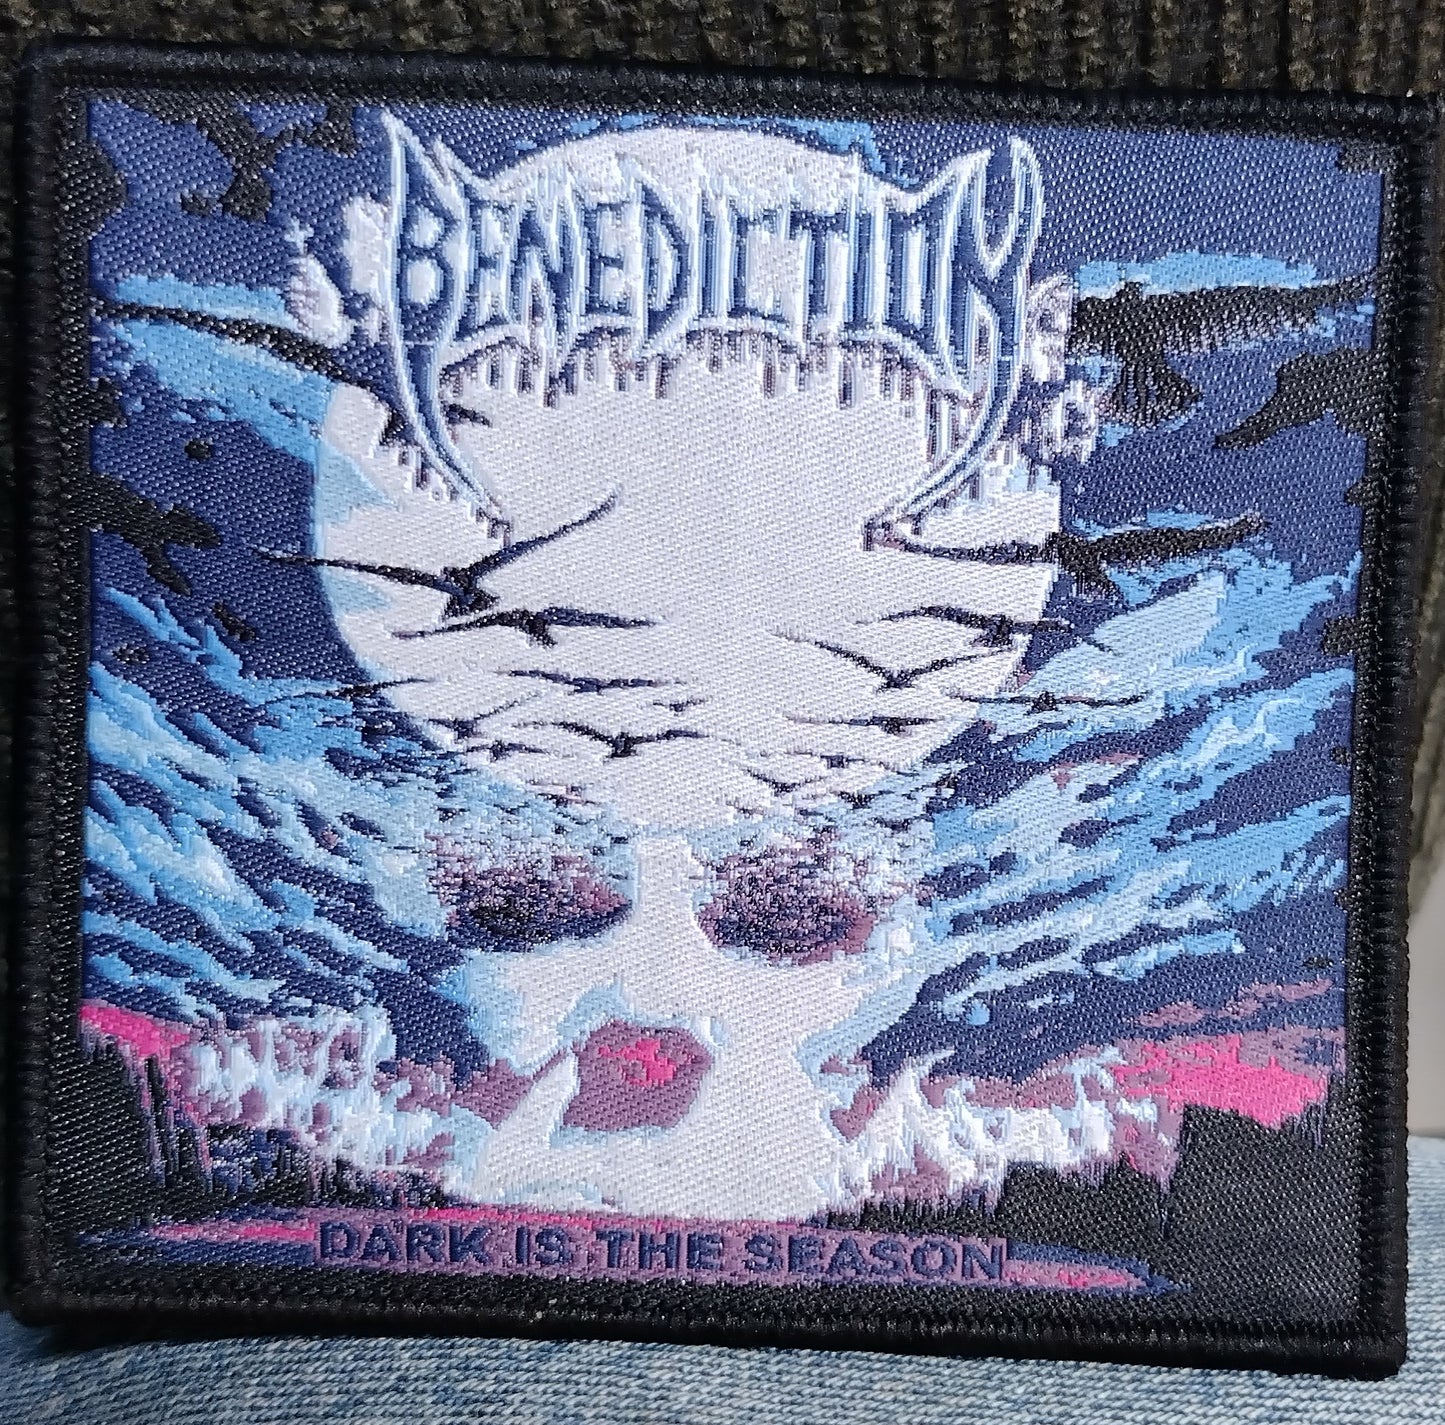 BENEDICTION
DARK IS THE SEASON